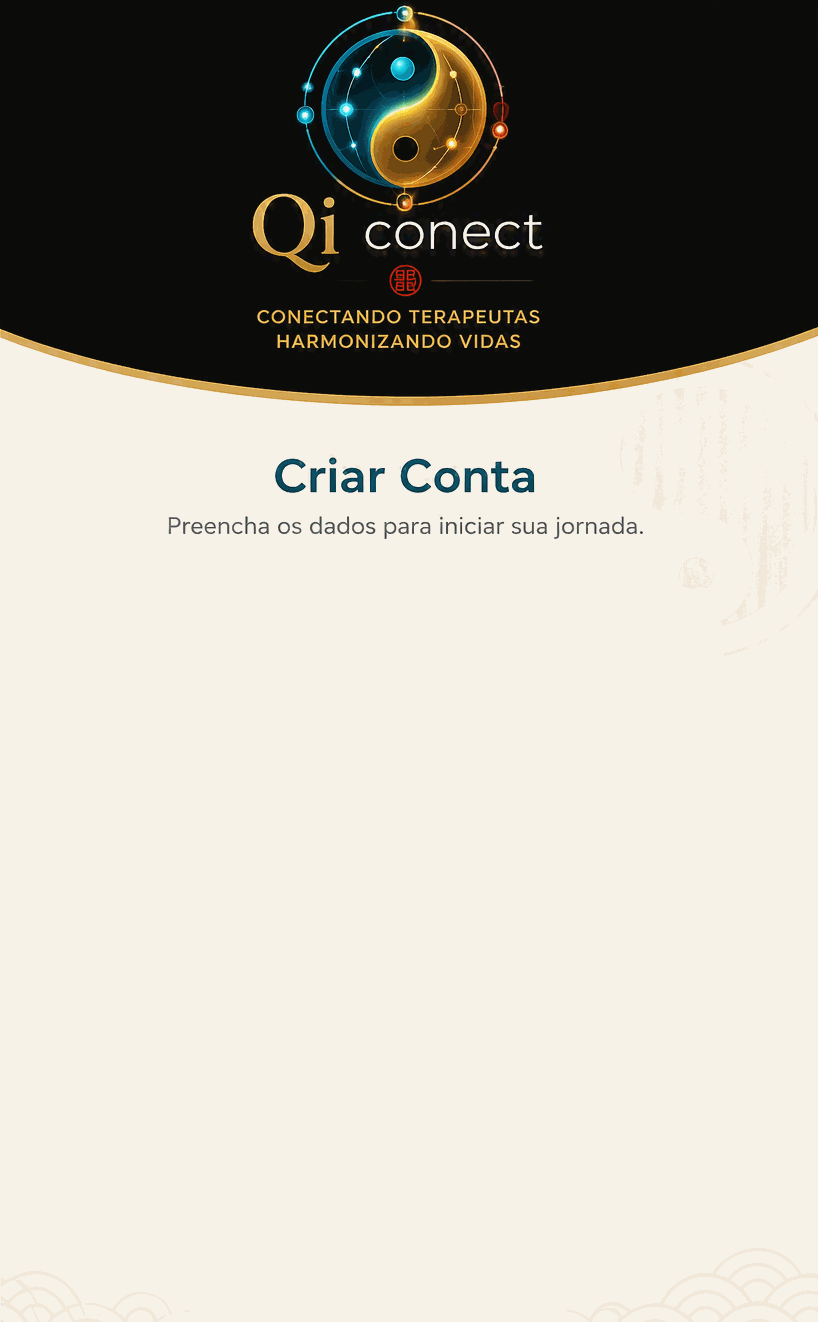 Qi conect
CONECTANDO TERAPEUTAS
HARMONIZANDO VIDAS
Criar Conta
Preencha os dados para iniciar sua jornada.